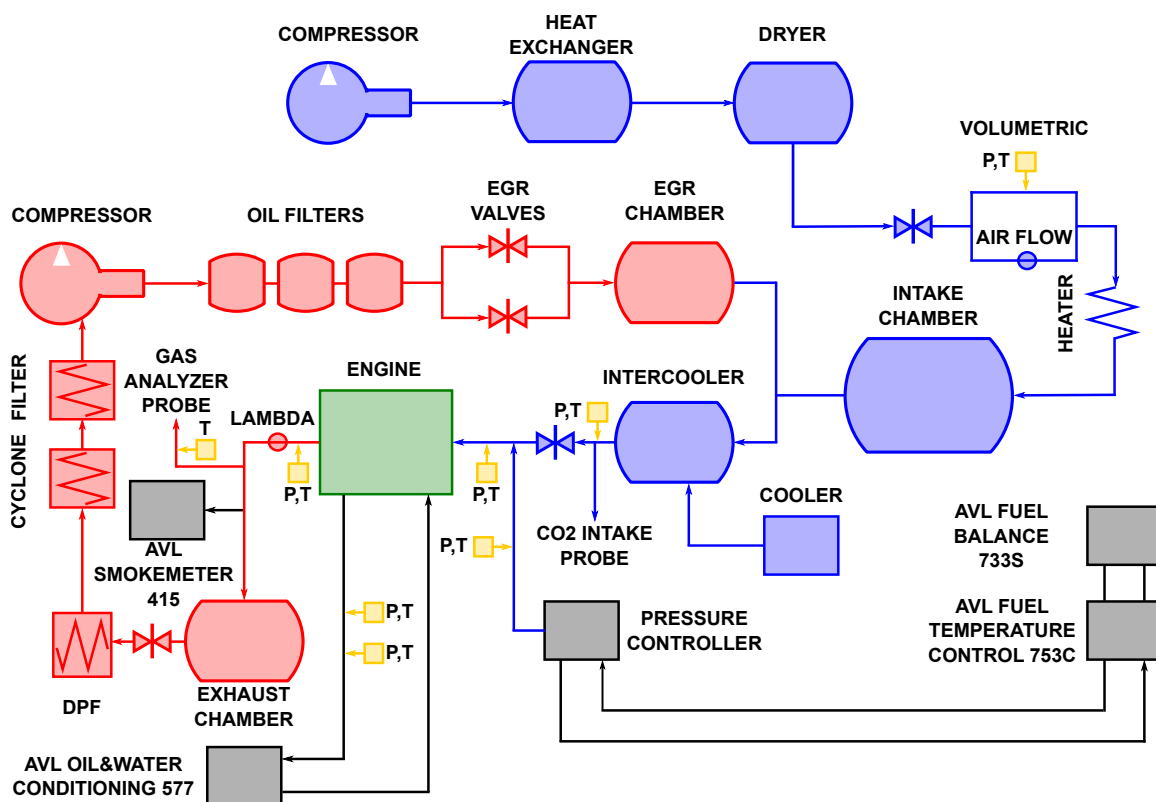 COMPRESSOR
HEAT
EXCHANGER
DRYER
VOLUMETRIC
P,T
AIR FLOW
HEATER
COMPRESSOR
OIL FILTERS
EGR
VALVES
EGR
CHAMBER
INTAKE
CHAMBER
CYCLONE FILTER
GAS
ANALYZER
PROBE
T
LAMBDA
P,T
ENGINE
P,T
P,T
INTERCOOLER
P,T
CO2 INTAKE
PROBE
COOLER
AVL FUEL
BALANCE
733S
AVL
SMOKEMETER
415
P,T
P,T
PRESSURE
CONTROLLER
AVL FUEL
TEMPERATURE
CONTROL 753C
DPF
EXHAUST
CHAMBER
AVL OIL&WATER
CONDITIONING 577